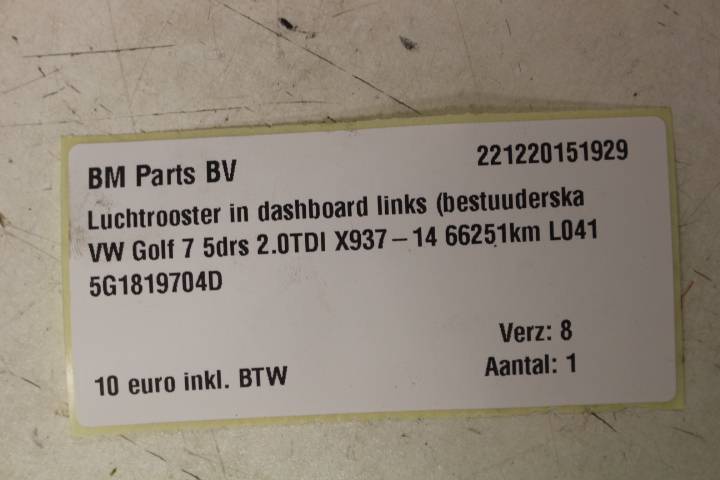 BM Parts BV 221220151929
Luchtrooster in dashboard links (bestuuderska
VW Golf 7 5drs 2.0TDI X937 – 14 66251km L041
5G1819704D
Verz: 8
10 euro inkl. BTW Aantal: 1